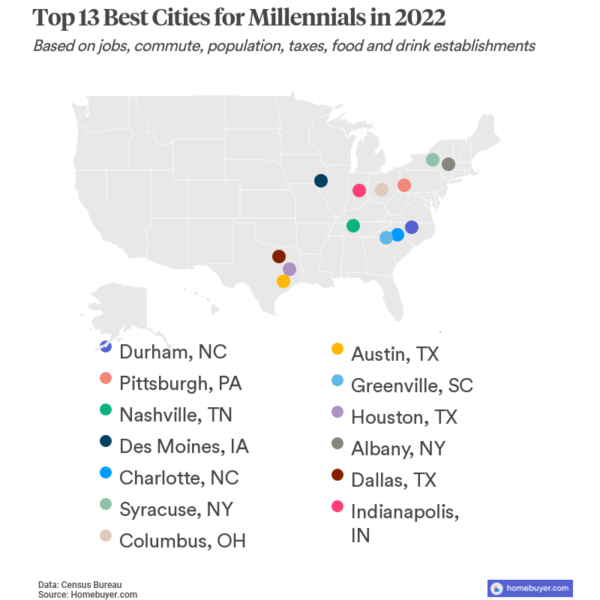 Top 13 Best Cities for Millennials in 2022
Based on jobs, commute, population, taxes, food and drink establishments
Durham, NC
Pittsburgh, PA
Nashville, TN
Des Moines, IA
Charlotte, NC
Syracuse, NY
Columbus, OH
Austin, TX
Greenville, SC
Houston, TX
Albany, NY
Dallas, TX
Indianapolis,
IN
Data: Census Bureau
Source: Homebuyer.com
homebuyer.com